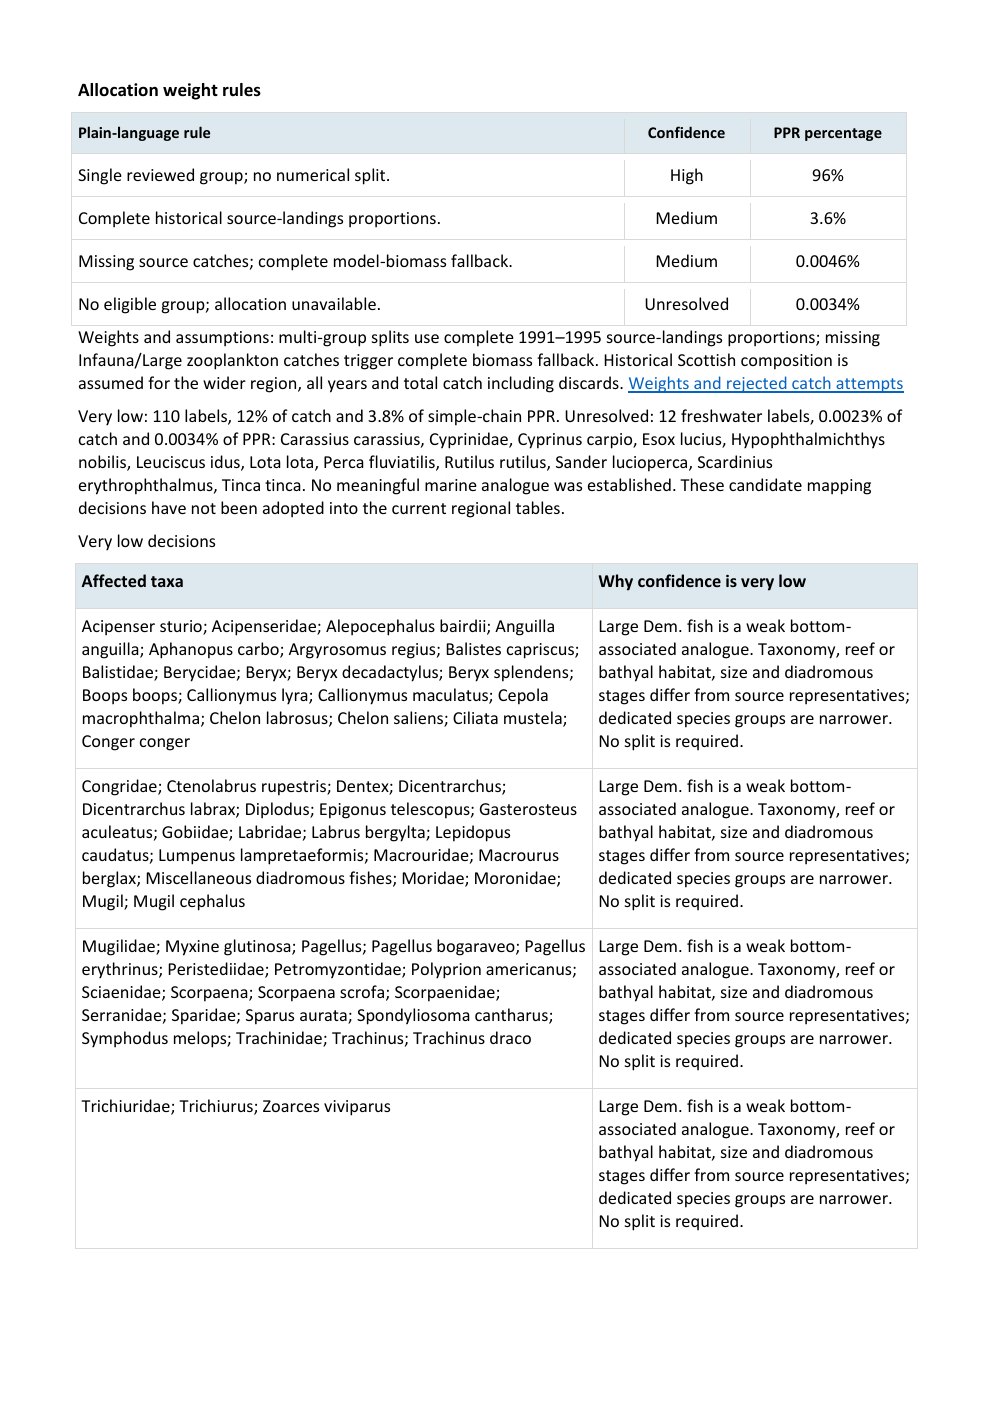 Allocation weight rules
Plain-language rule Confidence PPR percentage
Single reviewed group; no numerical split. High 96%
Complete historical source-landings proportions. Medium 3.6%
Missing source catches; complete model-biomass fallback. Medium 0.0046%
No eligible group; allocation unavailable. Unresolved 0.0034%
Weights and assumptions: multi-group splits use complete 1991–1995 source-landings proportions; missing
Infauna/Large zooplankton catches trigger complete biomass fallback. Historical Scottish composition is
assumed for the wider region, all years and total catch including discards. Weights and rejected catch attempts
Very low: 110 labels, 12% of catch and 3.8% of simple-chain PPR. Unresolved: 12 freshwater labels, 0.0023% of
catch and 0.0034% of PPR: Carassius carassius, Cyprinidae, Cyprinus carpio, Esox lucius, Hypophthalmichthys
nobilis, Leuciscus idus, Lota lota, Perca fluviatilis, Rutilus rutilus, Sander lucioperca, Scardinius
erythrophthalmus, Tinca tinca. No meaningful marine analogue was established. These candidate mapping
decisions have not been adopted into the current regional tables.
Very low decisions
Affected taxa Why confidence is very low
Acipenser sturio; Acipenseridae; Alepocephalus bairdii; Anguilla
anguilla; Aphanopus carbo; Argyrosomus regius; Balistes capriscus;
Balistidae; Berycidae; Beryx; Beryx decadactylus; Beryx splendens;
Boops boops; Callionymus lyra; Callionymus maculatus; Cepola
macrophthalma; Chelon labrosus; Chelon saliens; Ciliata mustela;
Conger conger
Large Dem. fish is a weak bottom-
associated analogue. Taxonomy, reef or
bathyal habitat, size and diadromous
stages differ from source representatives;
dedicated species groups are narrower.
No split is required.
Congridae; Ctenolabrus rupestris; Dentex; Dicentrarchus;
Dicentrarchus labrax; Diplodus; Epigonus telescopus; Gasterosteus
aculeatus; Gobiidae; Labridae; Labrus bergylta; Lepidopus
caudatus; Lumpenus lampretaeformis; Macrouridae; Macrourus
berglax; Miscellaneous diadromous fishes; Moridae; Moronidae;
Mugil; Mugil cephalus
Large Dem. fish is a weak bottom-
associated analogue. Taxonomy, reef or
bathyal habitat, size and diadromous
stages differ from source representatives;
dedicated species groups are narrower.
No split is required.
Mugilidae; Myxine glutinosa; Pagellus; Pagellus bogaraveo; Pagellus
erythrinus; Peristediidae; Petromyzontidae; Polyprion americanus;
Sciaenidae; Scorpaena; Scorpaena scrofa; Scorpaenidae;
Serranidae; Sparidae; Sparus aurata; Spondyliosoma cantharus;
Symphodus melops; Trachinidae; Trachinus; Trachinus draco
Large Dem. fish is a weak bottom-
associated analogue. Taxonomy, reef or
bathyal habitat, size and diadromous
stages differ from source representatives;
dedicated species groups are narrower.
No split is required.
Trichiuridae; Trichiurus; Zoarces viviparus
Large Dem. fish is a weak bottom-
associated analogue. Taxonomy, reef or
bathyal habitat, size and diadromous
stages differ from source representatives;
dedicated species groups are narrower.
No split is required.